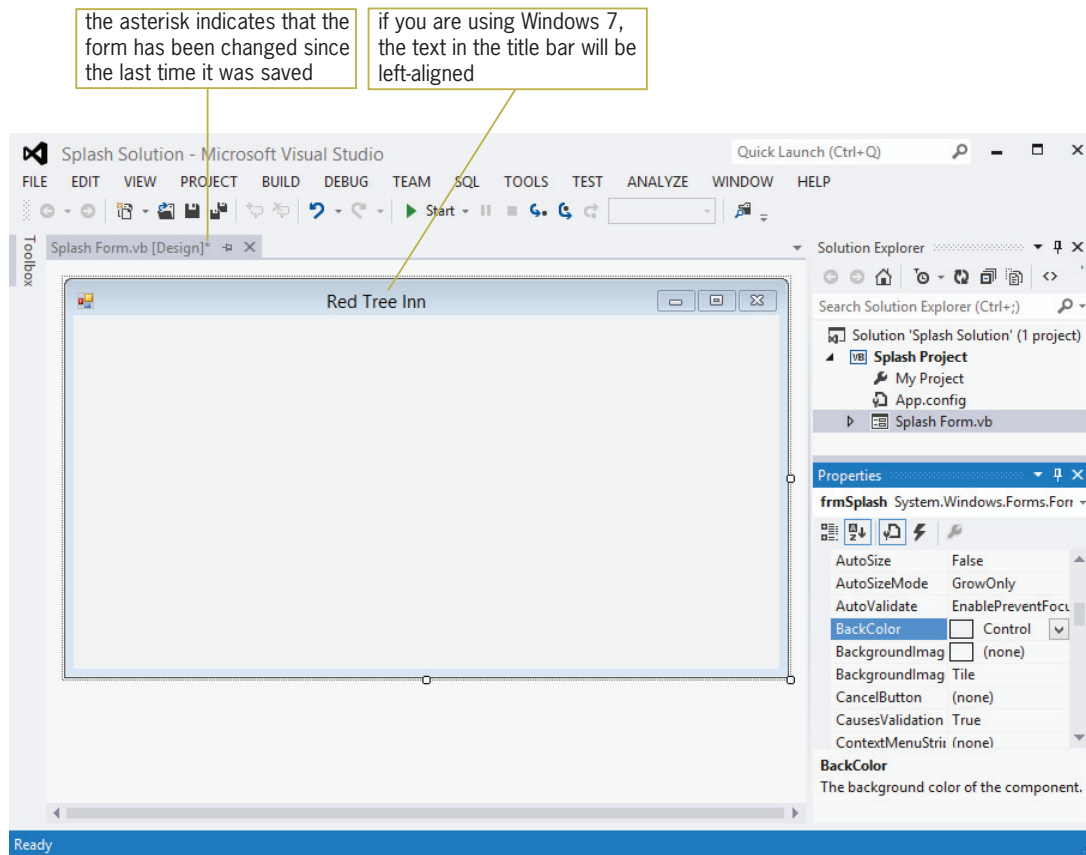 the asterisk indicates that the
form has been changed since
the last time it was saved
if you are using Windows 7,
the text in the title bar will be
left-aligned
Splash Solution - Microsoft Visual Studio
Quick Launch (Ctrl+Q)
FILE EDIT VIEW PROJECT BUILD DEBUG TEAM SQL TOOLS TEST ANALYZE WINDOW HELP
Start
Toolbox
Splash Form.vb [Design]*
Red Tree Inn
Solution Explorer
Search Solution Explorer (Ctrl+;)
Solution 'Splash Solution' (1 project)
VB Splash Project
My Project
App.config
Splash Form.vb
Properties
frmSplash System.Windows.Forms.Forr
AutoSize False
AutoSizeMode GrowOnly
AutoValidate EnablePreventFocu
BackColor Control
BackgroundImag (none)
BackgroundImag Tile
CancelButton (none)
CausesValidation True
ContextMenuStri (none)
BackColor
The background color of the component.
Ready